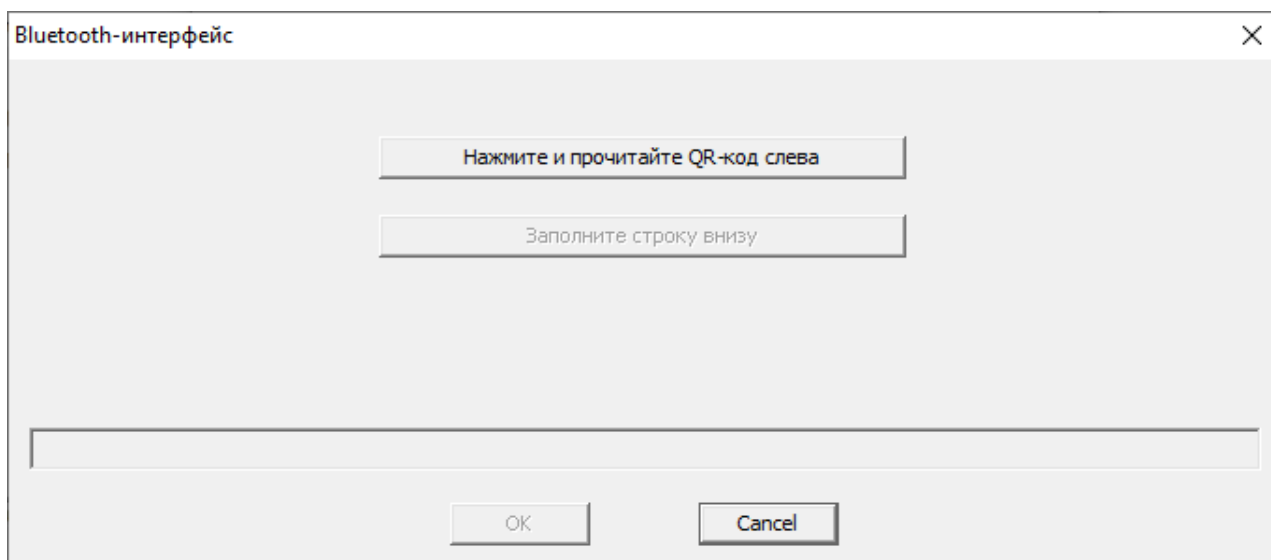 Bluetooth-интерфейс
Нажмите и прочитайте QR-код слева
Заполните строку внизу
OK
Cancel